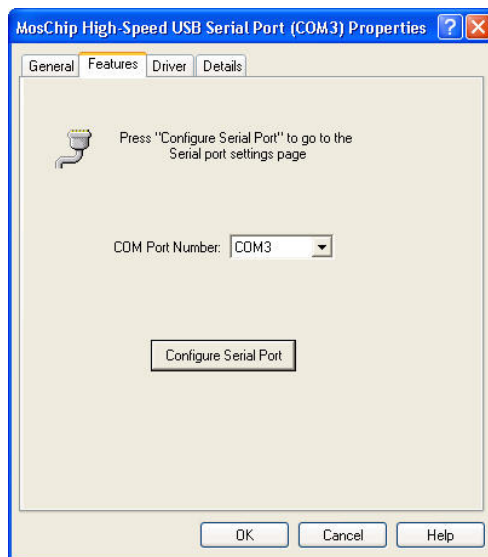 MosChip High-Speed USB Serial Port (COM3) Properties
General Features Driver Details
Press "Configure Serial Port" to go to the
Serial port settings page
COM Port Number: COM3
Configure Serial Port
OK Cancel Help